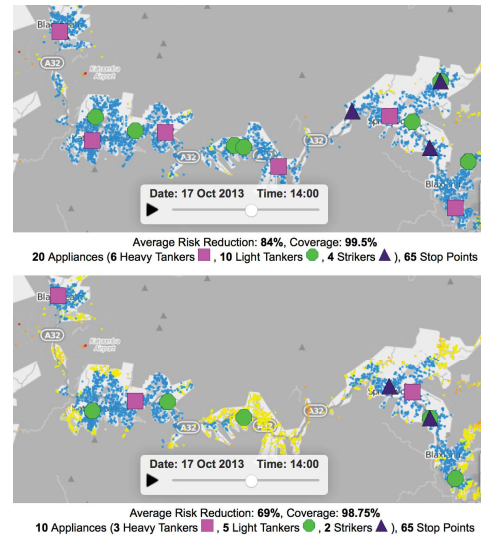 A32
Katoomba
Airport
A32
A32
Date: 17 Oct 2013 Time: 14:00
Average Risk Reduction: 84%, Coverage: 99.5%
20 Appliances (6 Heavy Tankers , 10 Light Tankers , 4 Strikers ), 65 Stop Points
A32
Katoomba
Airport
A32
A32
A32
Date: 17 Oct 2013 Time: 14:00
Average Risk Reduction: 69%, Coverage: 98.75%
10 Appliances (3 Heavy Tankers , 5 Light Tankers , 2 Strikers ), 65 Stop Points